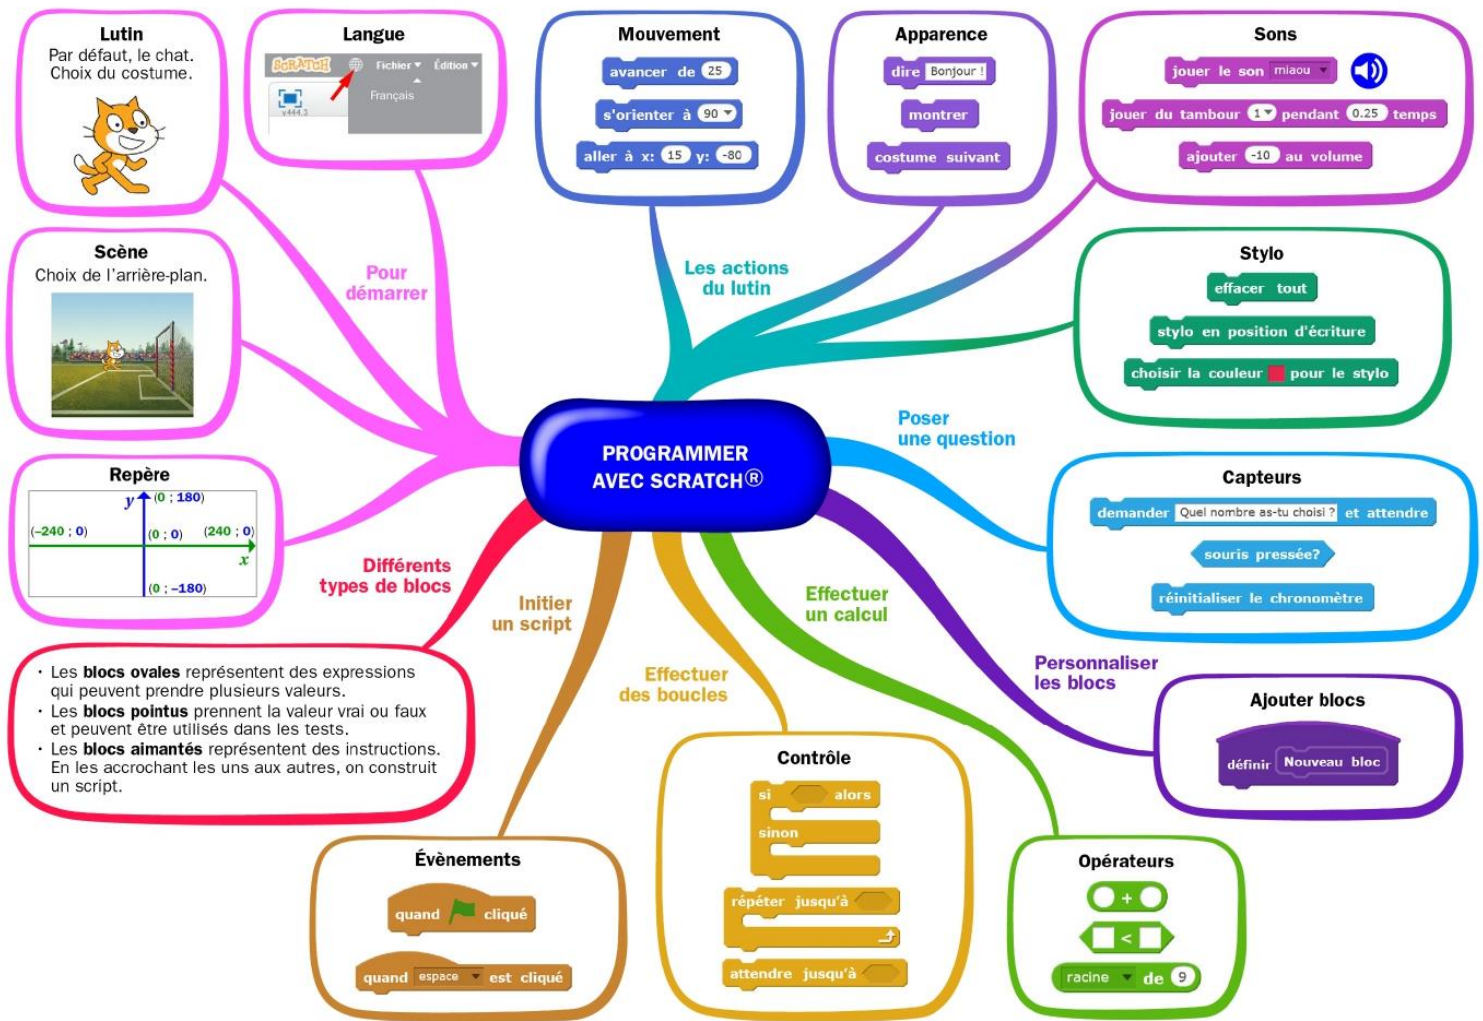 Lutin
Par défaut, le chat.
Choix du costume.
Langue
SCRATCH Fichier Édition
Français
v444.3
Mouvement
avancer de 25
s'orienter à 90
aller à x: 15 y: -80
Apparence
dire Bonjour !
montrer
costume suivant
Sons
jouer le son miaou
jouer du tambour 1 pendant 0.25 temps
ajouter -10 au volume
Scène
Choix de l'arrière-plan.
Pour
démarrer
Les actions
du lutin
Stylo
effacer tout
stylo en position d'écriture
choisir la couleur pour le stylo
PROGRAMMER
AVEC SCRATCH®
Poser
une question
Repère
y (0 ; 180)
(–240 ; 0) (0 ; 0) (240 ; 0)
x
(0 ; –180)
Capteurs
demander Quel nombre as-tu choisi ? et attendre
souris pressée?
réinitialiser le chronomètre
Différents
types de blocs
Initier
un script
Effectuer
un calcul
Effectuer
des boucles
Personnaliser
les blocs
· Les blocs ovales représentent des expressions
qui peuvent prendre plusieurs valeurs.
· Les blocs pointus prennent la valeur vrai ou faux
et peuvent être utilisés dans les tests.
· Les blocs aimantés représentent des instructions.
En les accrochant les uns aux autres, on construit
un script.
Ajouter blocs
définir Nouveau bloc
Évènements
quand cliqué
quand espace est cliqué
Contrôle
si alors
sinon
répéter jusqu'à
attendre jusqu'à
Opérateurs
+
<
racine de 9